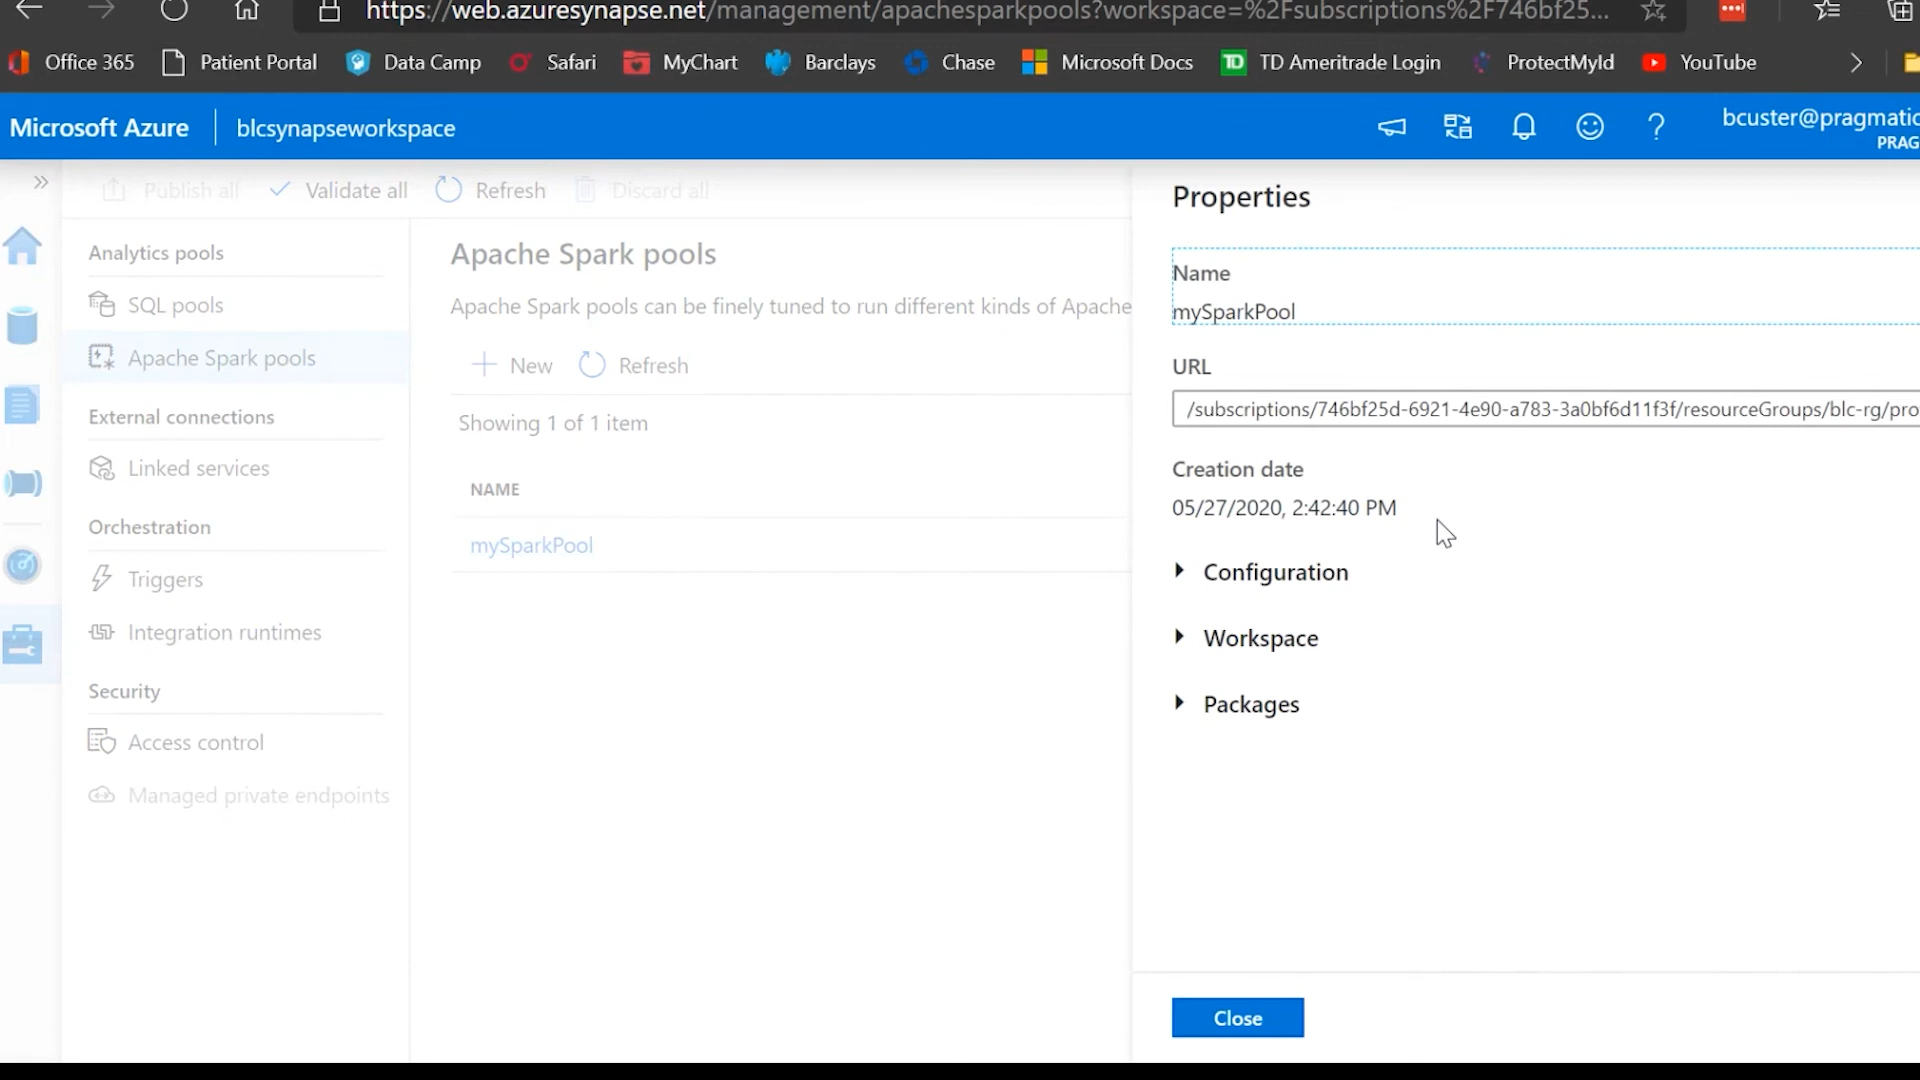 https://web.azuresynapse.net/management/apachesparkpools?workspace=%2Fsubscriptions%2F746bf25...
Office 365
Patient Portal
Data Camp
Safari
MyChart
Barclays
Chase
Microsoft Docs
TD TD Ameritrade Login
ProtectMyId
YouTube
Microsoft Azure
blcsynapseworkspace
bcuster@pragmatic
PRAG
Publish all
Validate all
Refresh
Discard all
Analytics pools
SQL pools
Apache Spark pools
External connections
Linked services
Orchestration
Triggers
Integration runtimes
Security
Access control
Managed private endpoints
Apache Spark pools
Apache Spark pools can be finely tuned to run different kinds of Apache
New
Refresh
Showing 1 of 1 item
NAME
mySparkPool
Properties
Name
mySparkPool
URL
/subscriptions/746bf25d-6921-4e90-a783-3a0bf6d11f3f/resourceGroups/blc-rg/pro
Creation date
05/27/2020, 2:42:40 PM
Configuration
Workspace
Packages
Close